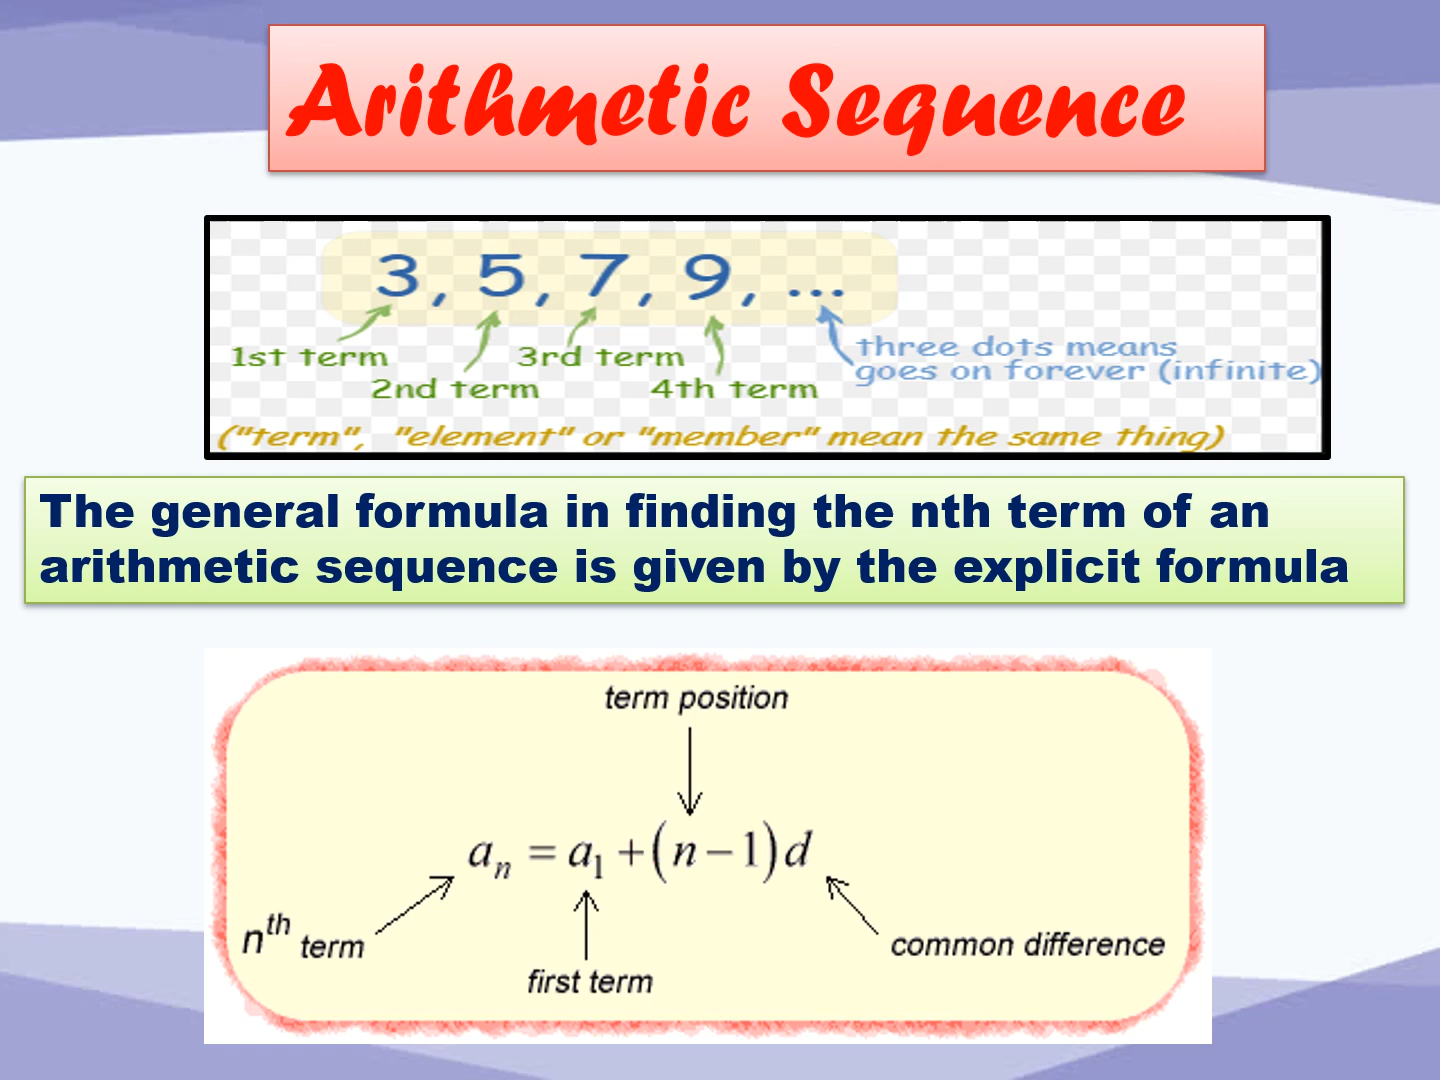 Arithmetic Sequence
3, 5, 7, 9, ...
1st term
2nd term
3rd term
4th term
three dots means
goes on forever (infinite)
("term", "element" or "member" mean the same thing)
The general formula in finding the nth term of an
arithmetic sequence is given by the explicit formula
term position
aₙ = a₁ + (n − 1)d
nᵗʰ term
first term
common difference